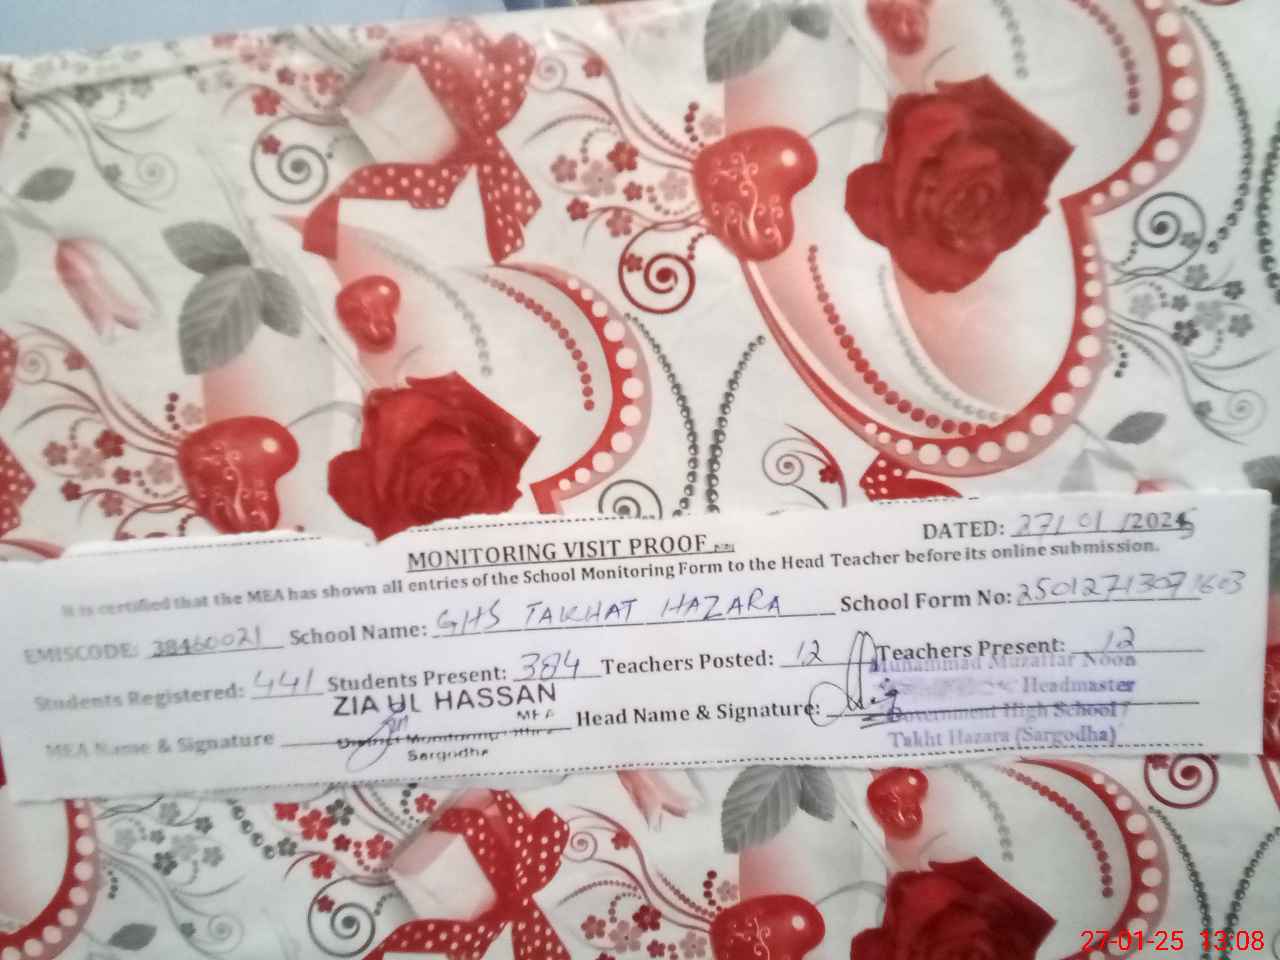 MONITORING VISIT PROOF
DATED: 27/01/2025
It is certified that the MEA has shown all entries of the School Monitoring Form to the Head Teacher before its online submission.
EMISCODE: 38460021 School Name: GHS TAKHAT HAZARA School Form No: 25012713071603
Students Registered: 441 Students Present: 384 Teachers Posted: 12 Teachers Present: 12
MEA Name & Signature
ZIA UL HASSAN
MEA
District Monitoring Office
Sargodha
Head Name & Signature:
Muhammad Muzaffar Noon
Headmaster
Government High School
Takht Hazara (Sargodha)
27-01-25 13:08